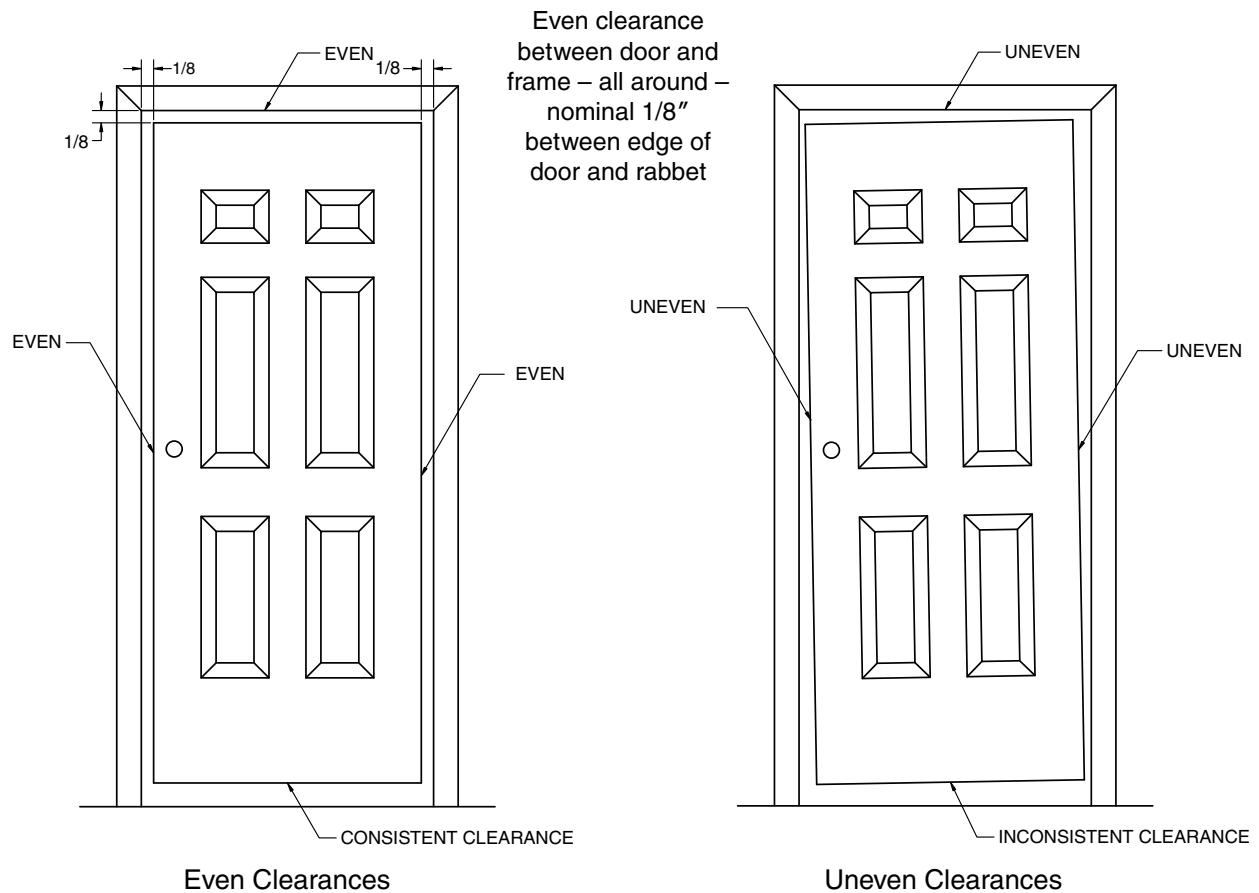 EVEN
1/8
1/8
1/8
EVEN
EVEN
CONSISTENT CLEARANCE
Even Clearances
Even clearance
between door and
frame – all around –
nominal 1/8″
between edge of
door and rabbet
UNEVEN
UNEVEN
UNEVEN
INCONSISTENT CLEARANCE
Uneven Clearances